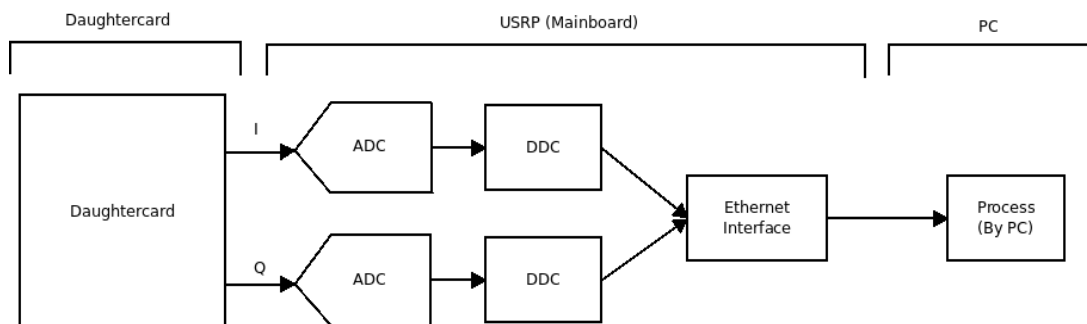 Daughtercard
USRP (Mainboard)
PC
Daughtercard
I
ADC
DDC
Q
ADC
DDC
Ethernet
Interface
Process
(By PC)